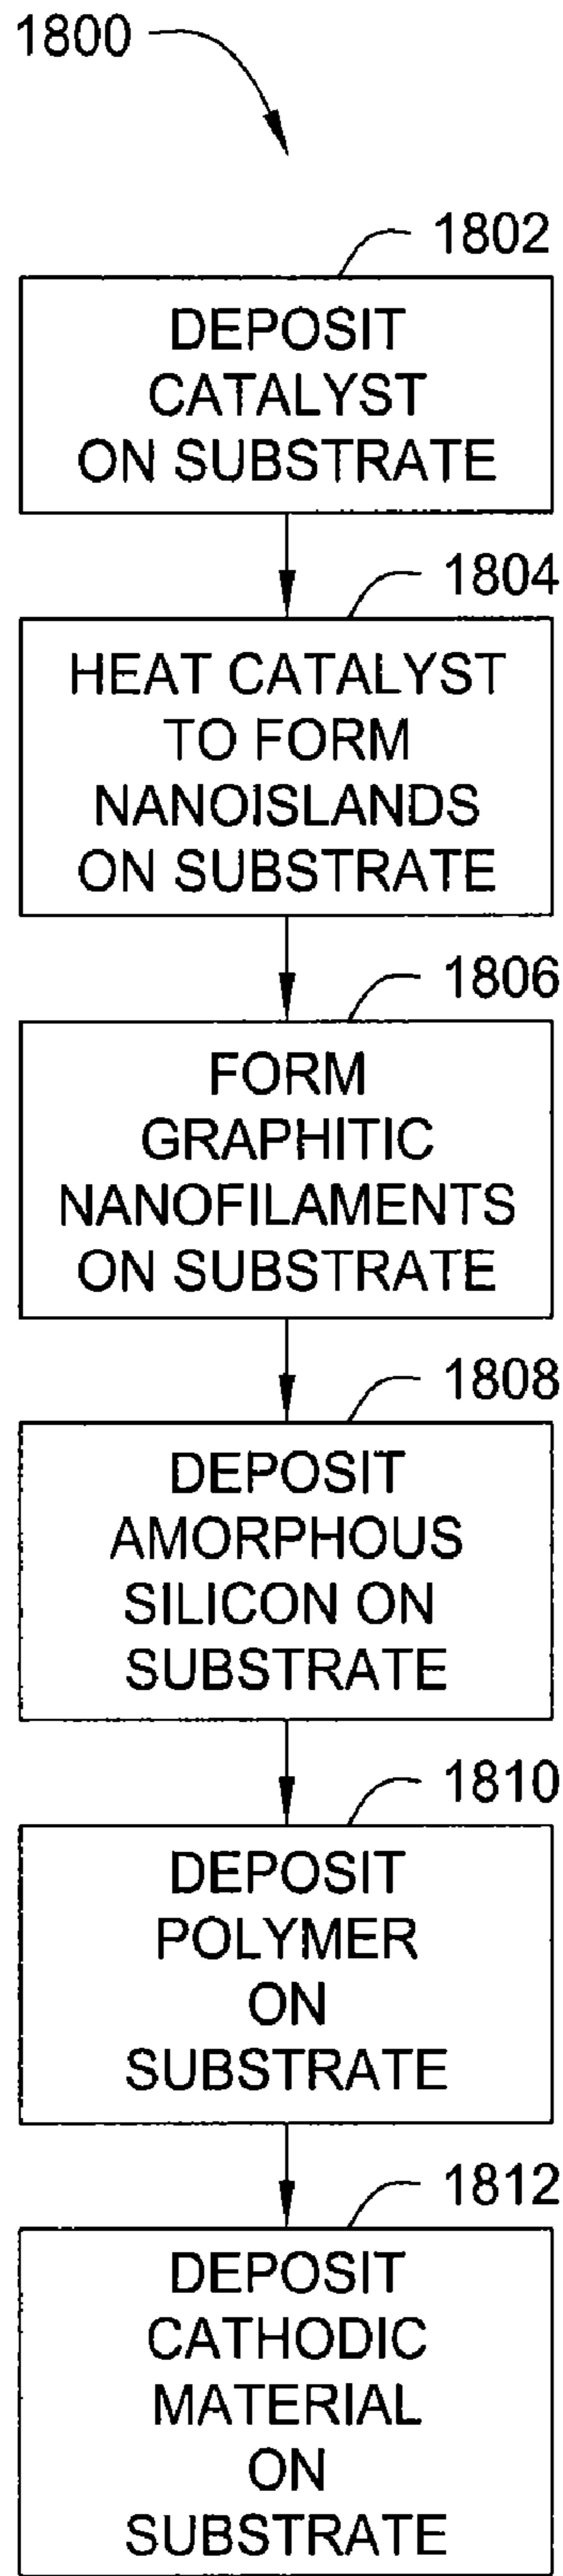 1800
1802
DEPOSIT
CATALYST
ON SUBSTRATE
1804
HEAT CATALYST
TO FORM
NANOISLANDS
ON SUBSTRATE
1806
FORM
GRAPHITIC
NANOFILAMENTS
ON SUBSTRATE
1808
DEPOSIT
AMORPHOUS
SILICON ON
SUBSTRATE
1810
DEPOSIT
POLYMER
ON
SUBSTRATE
1812
DEPOSIT
CATHODIC
MATERIAL
ON
SUBSTRATE